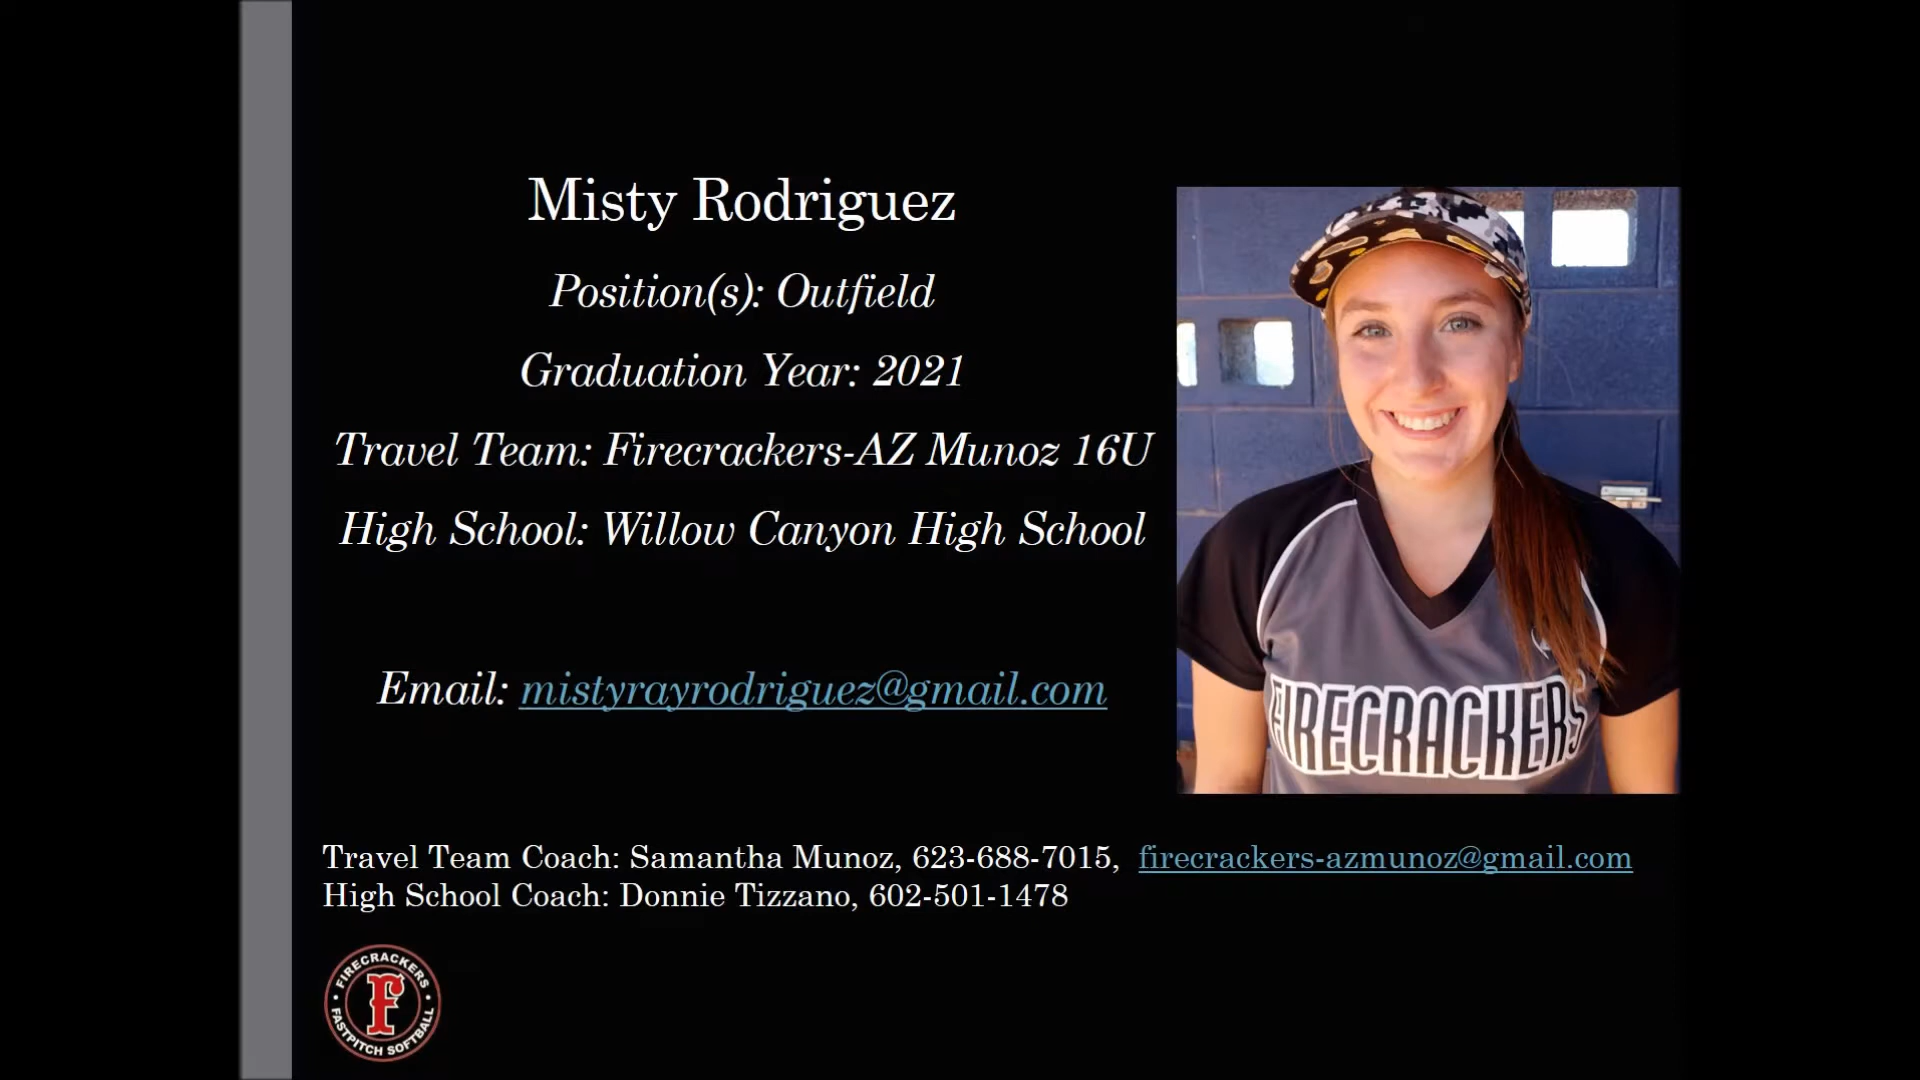 Misty Rodriguez
Position(s): Outfield
Graduation Year: 2021
Travel Team: Firecrackers-AZ Munoz 16U
High School: Willow Canyon High School
Email: mistyrayrodriguez@gmail.com
FIRECRACKERS
Travel Team Coach: Samantha Munoz, 623-688-7015, firecrackers-azmunoz@gmail.com
High School Coach: Donnie Tizzano, 602-501-1478
FIRECRACKERS
F
FASTPITCH SOFTBALL